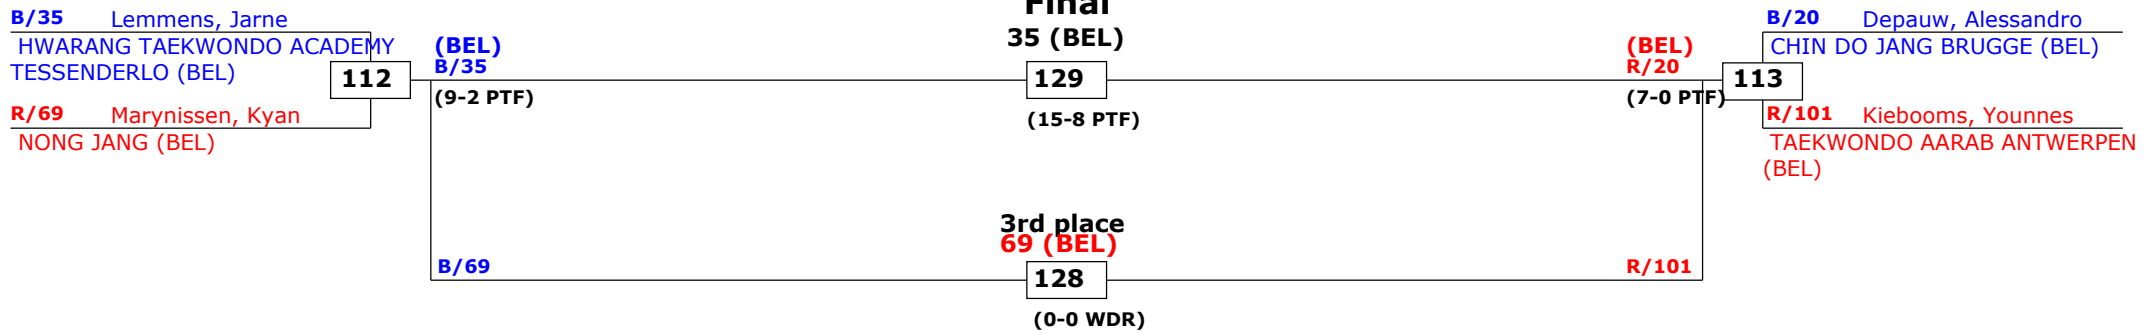 Final
35 (BEL)
B/35 Lemmens, Jarne
HWARANG TAEKWONDO ACADEMY
TESSENDERLO (BEL)
112
R/69 Marynissen, Kyan
NONG JANG (BEL)
(BEL)
B/35
(9-2 PTF)
129
(15-8 PTF)
(BEL)
R/20
(7-0 PTF)
B/20 Depauw, Alessandro
CHIN DO JANG BRUGGE (BEL)
113
R/101 Kiebooms, Younnes
TAEKWONDO AARAB ANTWERPEN
(BEL)
3rd place
69 (BEL)
B/69
128
R/101
(0-0 WDR)